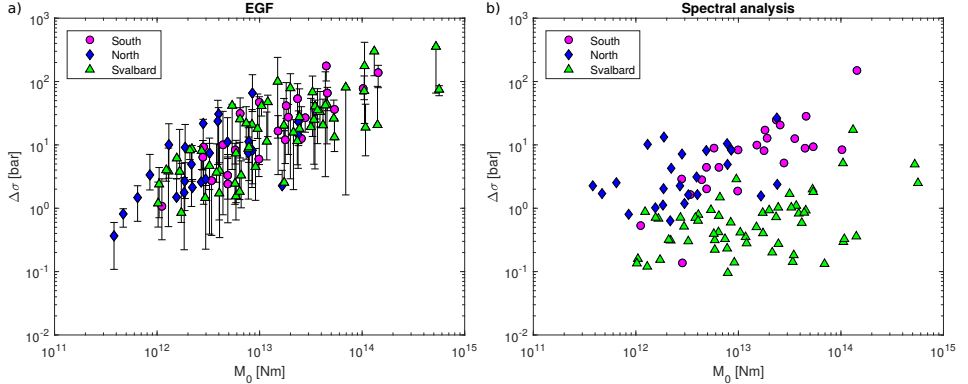 a)
EGF
South
North
Svalbard
10^3
10^2
10^1
10^0
10^-1
10^-2
Δσ [bar]
10^11
10^12
10^13
10^14
10^15
M_0 [Nm]
b)
Spectral analysis
South
North
Svalbard
10^3
10^2
10^1
10^0
10^-1
10^-2
Δσ [bar]
10^11
10^12
10^13
10^14
10^15
M_0 [Nm]